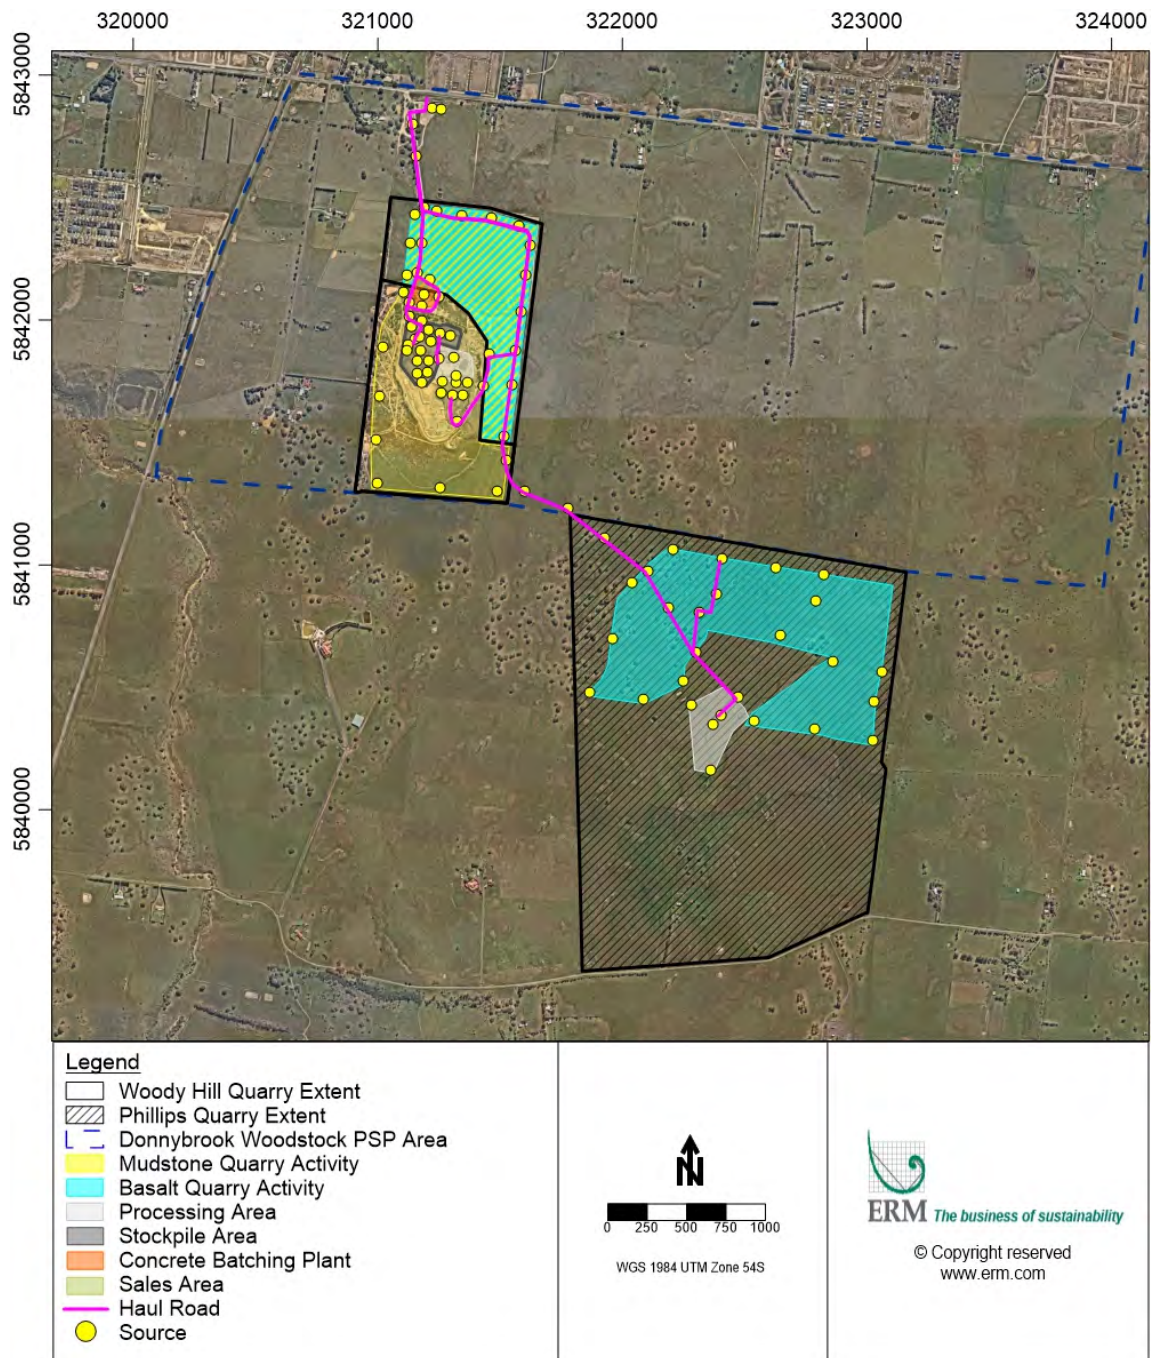 320000
321000
322000
323000
324000
5843000
5842000
5841000
5840000
Legend
Woody Hill Quarry Extent
Phillips Quarry Extent
Donnybrook Woodstock PSP Area
Mudstone Quarry Activity
Basalt Quarry Activity
Processing Area
Stockpile Area
Concrete Batching Plant
Sales Area
Haul Road
Source
N
0 250 500 750 1000
WGS 1984 UTM Zone 54S
ERM The business of sustainability
© Copyright reserved
www.erm.com